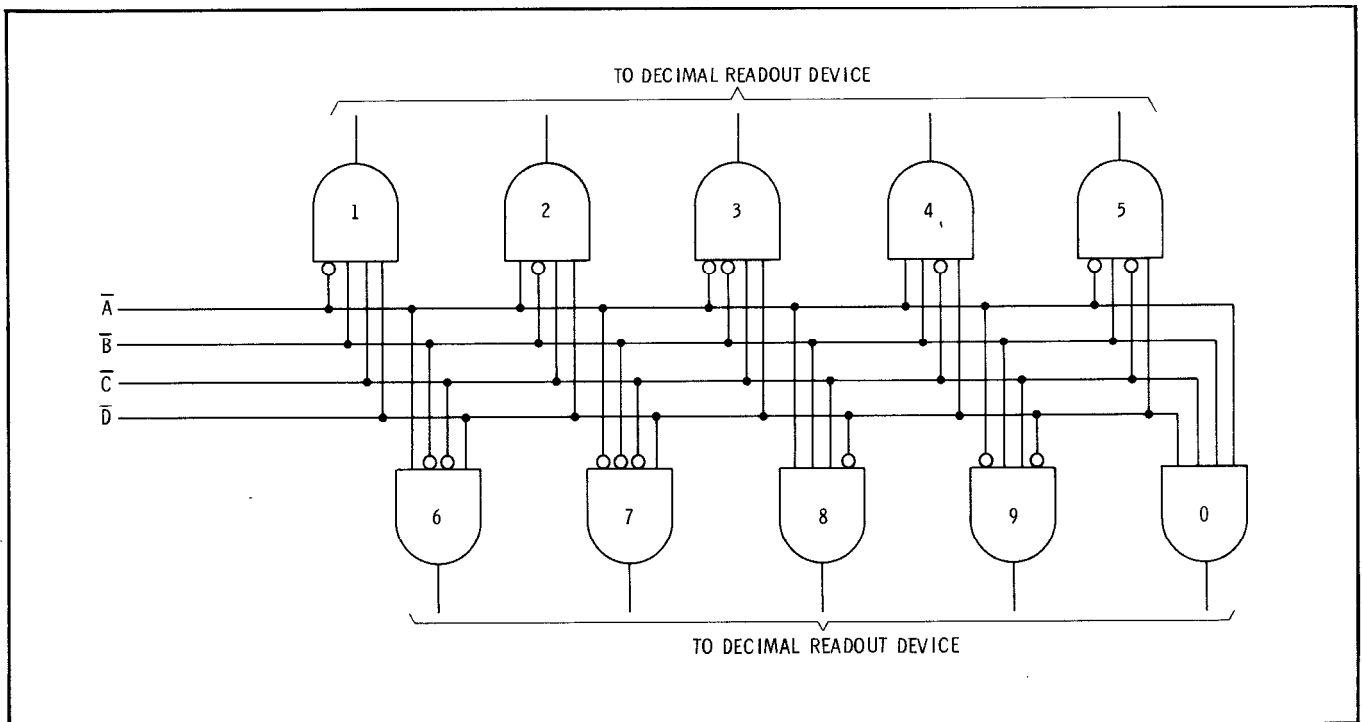 TO DECIMAL READOUT DEVICE
1 2 3 4 5
A̅
B̅
C̅
D̅
6 7 8 9 0
TO DECIMAL READOUT DEVICE